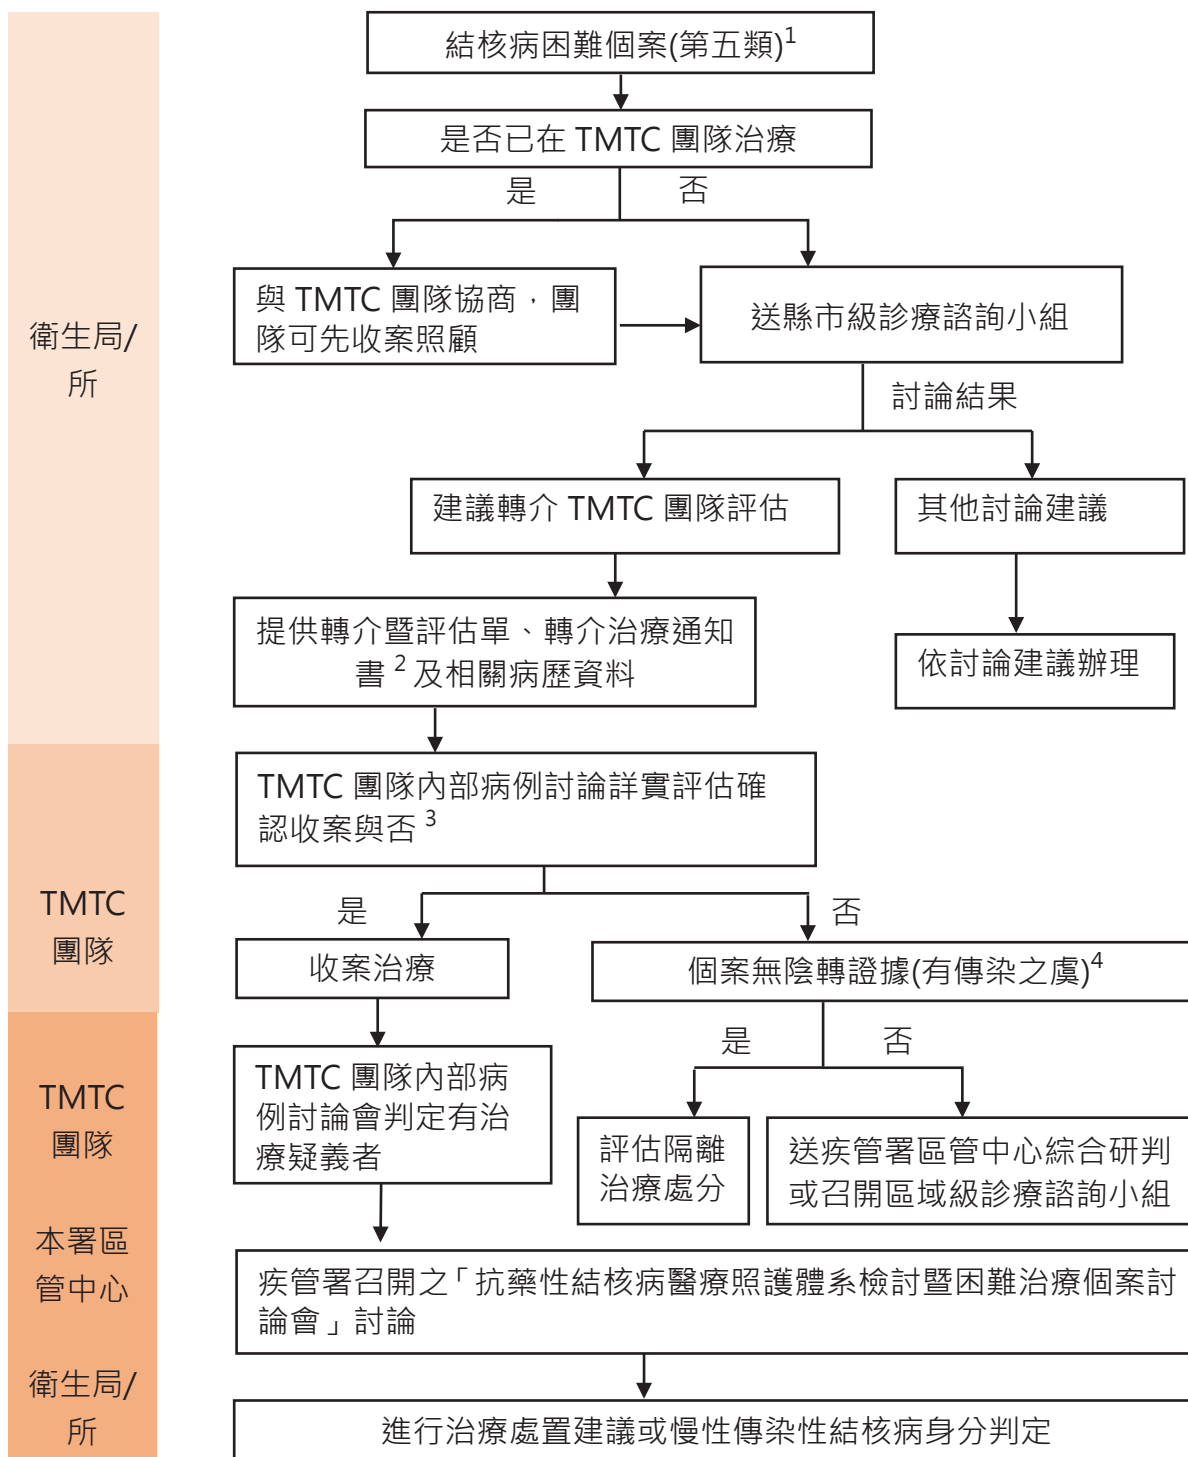 結核病困難個案(第五類)1
是否已在 TMTC 團隊治療
是
否
與 TMTC 團隊協商，團
隊可先收案照顧
送縣市級診療諮詢小組
衛生局/
所
討論結果
建議轉介 TMTC 團隊評估
其他討論建議
提供轉介暨評估單、轉介治療通知
書 2 及相關病歷資料
依討論建議辦理
TMTC 團隊內部病例討論詳實評估確
認收案與否 3
TMTC
團隊
是
否
收案治療
個案無陰轉證據(有傳染之虞)4
是
否
TMTC
團隊
本署區
管中心
衛生局/
所
TMTC 團隊內部病
例討論會判定有治
療疑義者
評估隔離
治療處分
送疾管署區管中心綜合研判
或召開區域級診療諮詢小組
疾管署召開之「抗藥性結核病醫療照護體系檢討暨困難治療個案討
論會」討論
進行治療處置建議或慢性傳染性結核病身分判定